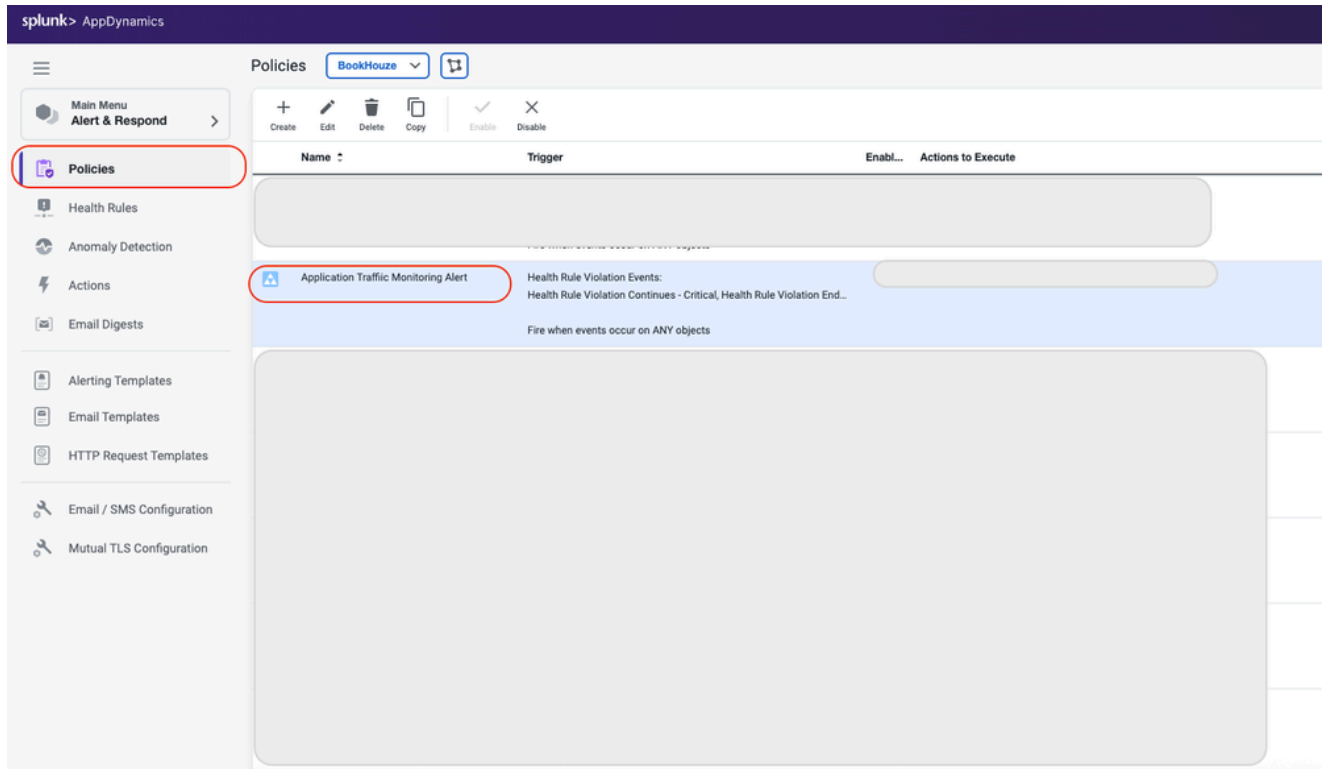 splunk> AppDynamics
Policies BookHouze
Main Menu
Alert & Respond
Create Edit Delete Copy Enable Disable
Name Trigger Enabl... Actions to Execute
Policies
Health Rules
Anomaly Detection
Actions
Email Digests
Alerting Templates
Email Templates
HTTP Request Templates
Email / SMS Configuration
Mutual TLS Configuration
Application Traffiic Monitoring Alert
Health Rule Violation Events:
Health Rule Violation Continues - Critical, Health Rule Violation End...
Fire when events occur on ANY objects